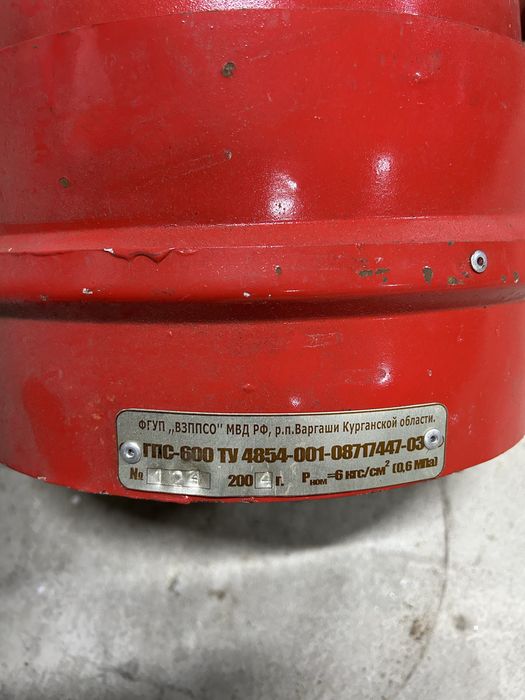 ФГУП „ВЗППСО" МВД РФ, р.п.Варгаши Курганской области.
ГПС-600 ТУ 4854-001-08717447-03
№ 124 2004г. Рном=6 кгс/см² (0,6 МПа)